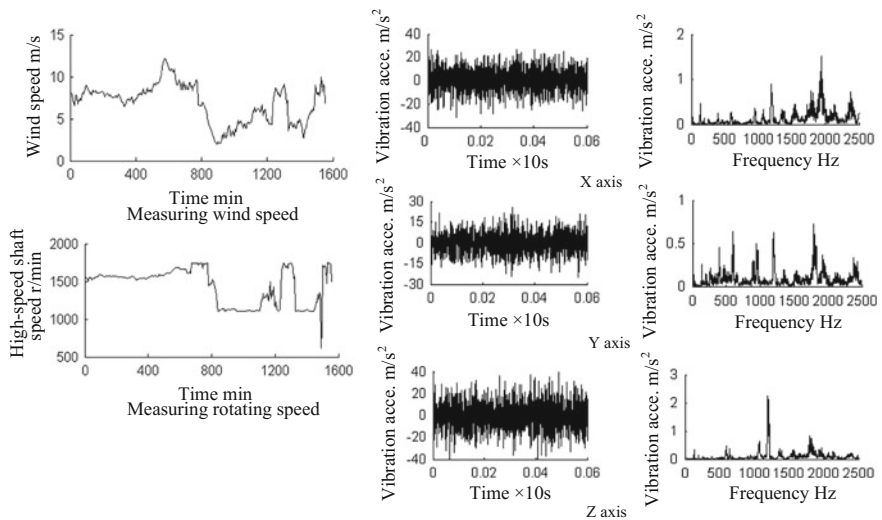 Wind speed m/s
15
10
5
0
0 400 800 1200 1600
Time min
Measuring wind speed
High-speed shaft
speed r/min
2000
1500
1000
500
0 400 800 1200 1600
Time min
Measuring rotating speed
Vibration acce. m/s²
40
20
0
-20
-40
0 0.02 0.04 0.06
Time ×10s
X axis
Vibration acce. m/s²
2
1
0
0 500 1000 1500 2000 2500
Frequency Hz
Vibration acce. m/s²
30
15
0
-15
-30
0 0.02 0.04 0.06
Time ×10s
Y axis
Vibration acce. m/s²
1
0.5
0
0 500 1000 1500 2000 2500
Frequency Hz
Vibration acce. m/s²
40
20
0
-20
-40
0 0.02 0.04 0.06
Time ×10s
Z axis
Vibration acce. m/s²
3
2
1
0
0 500 1000 1500 2000 2500
Frequency Hz